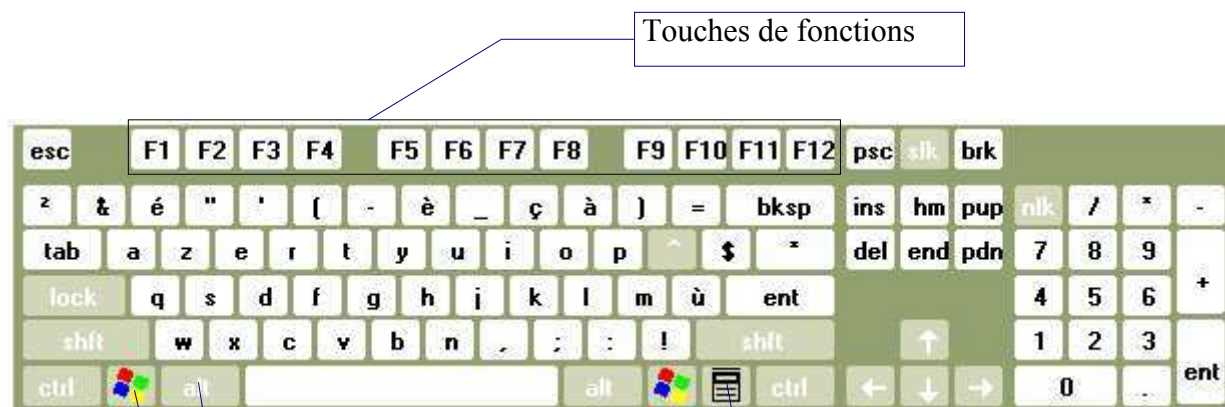 Touches de fonctions
esc F1 F2 F3 F4 F5 F6 F7 F8 F9 F10 F11 F12 psc slk brk
² & é " ' ( - è _ ç à ) = bksp ins hm pup nlk / * -
tab a z e r t y u i o p ^ $ * del end pdn 7 8 9 +
lock q s d f g h j k l m ù ent 4 5 6
shft w x c v b n , ; : ! shft ↑ 1 2 3 ent
ctrl alt alt ctrl ← ↓ → 0 .